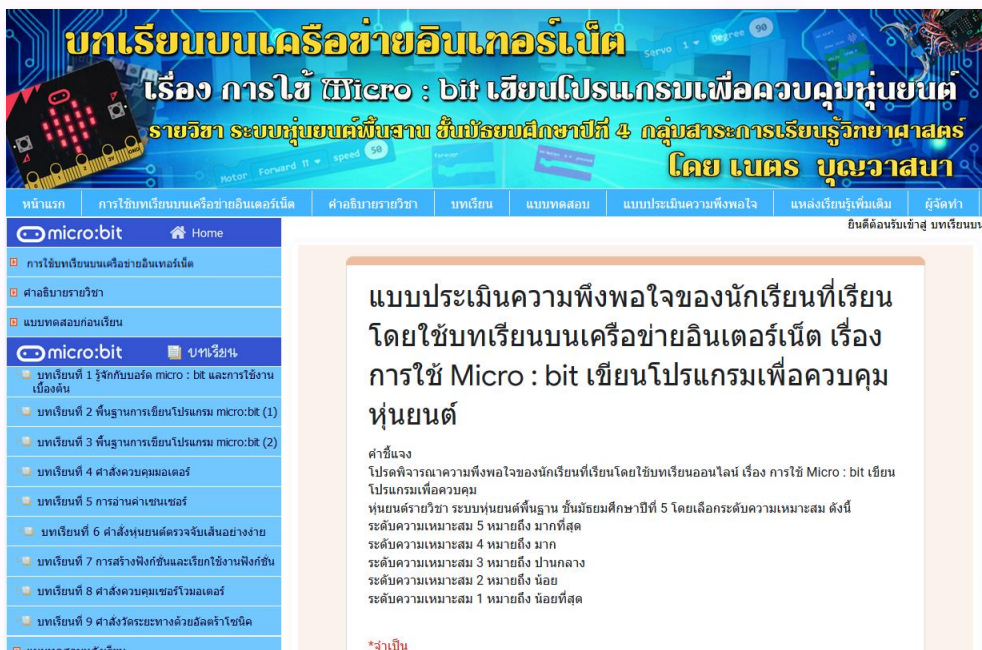 บทเรียนบนเครือข่ายอินเทอร์เน็ต
เรื่อง การใช้ Micro : bit เขียนโปรแกรมเพื่อควบคุมหุ่นยนต์
รายวิชา ระบบหุ่นยนต์พื้นฐาน ชั้นมัธยมศึกษาปีที่ 4 กลุ่มสาระการเรียนรู้วิทยาศาสตร์
โดย เนตร บุญวาสนา
Servo 1 Degree 90
Motor Forward 11 speed 50
หน้าแรก การใช้บทเรียนบนเครือข่ายอินเตอร์เน็ต คำอธิบายรายวิชา บทเรียน แบบทดสอบ แบบประเมินความพึงพอใจ แหล่งเรียนรู้เพิ่มเติม ผู้จัดทำ
ยินดีต้อนรับเข้าสู่ บทเรียนบน
micro:bit Home
การใช้บทเรียนบนเครือข่ายอินเทอร์เน็ต
คำอธิบายรายวิชา
แบบทดสอบก่อนเรียน
micro:bit บทเรียน
บทเรียนที่ 1 รู้จักกับบอร์ด micro : bit และการใช้งาน
เบื้องต้น
บทเรียนที่ 2 พื้นฐานการเขียนโปรแกรม micro:bit (1)
บทเรียนที่ 3 พื้นฐานการเขียนโปรแกรม micro:bit (2)
บทเรียนที่ 4 คำสั่งควบคุมมอเตอร์
บทเรียนที่ 5 การอ่านค่าเซนเซอร์
บทเรียนที่ 6 คำสั่งหุ่นยนต์ตรวจจับเส้นอย่างง่าย
บทเรียนที่ 7 การสร้างฟังก์ชั่นและเรียกใช้งานฟังก์ชั่น
บทเรียนที่ 8 คำสั่งควบคุมเซอร์โวมอเตอร์
บทเรียนที่ 9 คำสั่งวัดระยะทางด้วยอัลตร้าโซนิค
แบบประเมินความพึงพอใจของนักเรียนที่เรียน
โดยใช้บทเรียนบนเครือข่ายอินเตอร์เน็ต เรื่อง
การใช้ Micro : bit เขียนโปรแกรมเพื่อควบคุม
หุ่นยนต์
คำชี้แจง
โปรดพิจารณาความพึงพอใจของนักเรียนที่เรียนโดยใช้บทเรียนออนไลน์ เรื่อง การใช้ Micro : bit เขียน
โปรแกรมเพื่อควบคุม
หุ่นยนต์รายวิชา ระบบหุ่นยนต์พื้นฐาน ชั้นมัธยมศึกษาปีที่ 5 โดยเลือกระดับความเหมาะสม ดังนี้
ระดับความเหมาะสม 5 หมายถึง มากที่สุด
ระดับความเหมาะสม 4 หมายถึง มาก
ระดับความเหมาะสม 3 หมายถึง ปานกลาง
ระดับความเหมาะสม 2 หมายถึง น้อย
ระดับความเหมาะสม 1 หมายถึง น้อยที่สุด
*จำเป็น